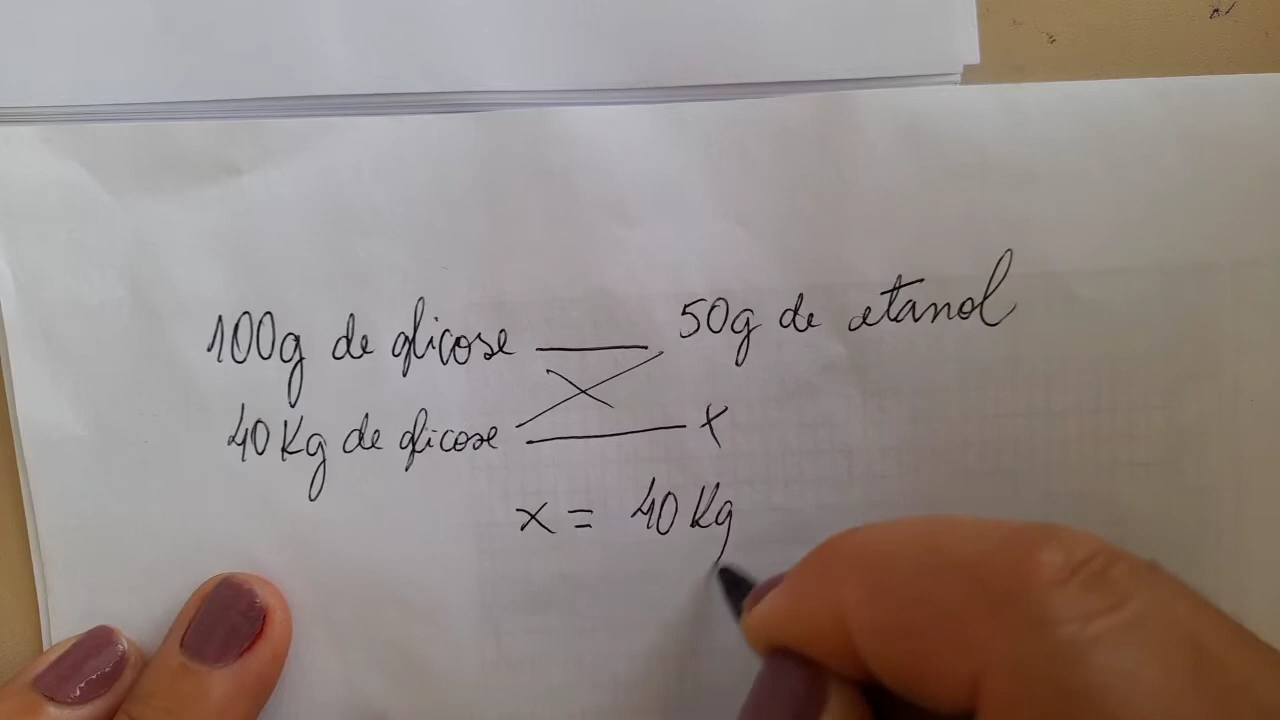 100g de glicose — 50g de etanol
40 Kg de glicose — x
x = 40 Kg